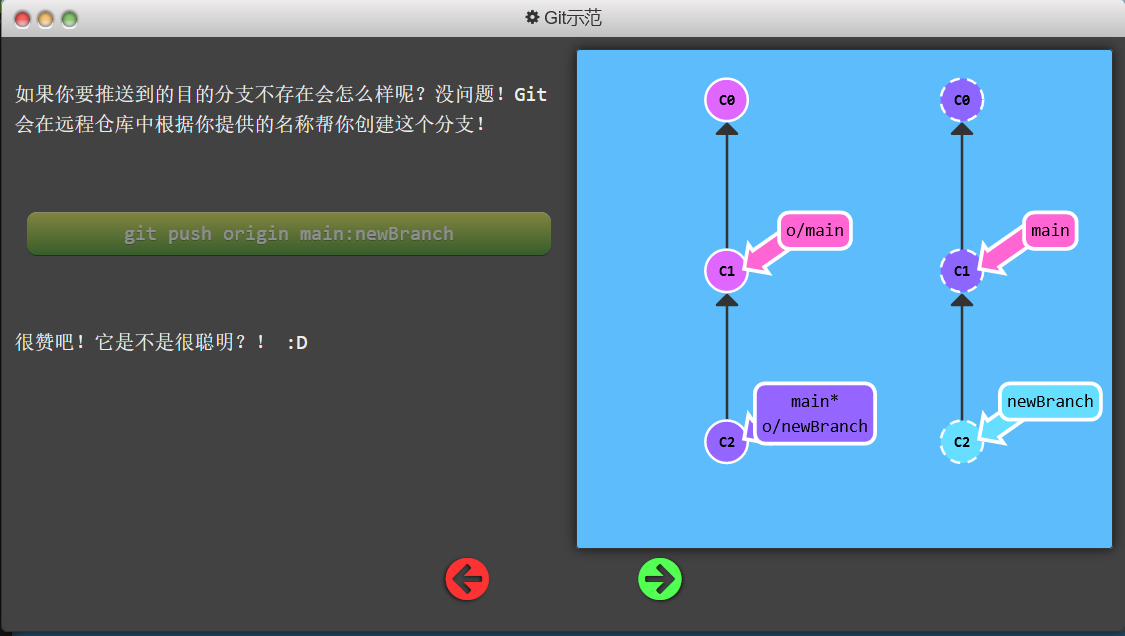 Git示范
如果你要推送到的目的分支不存在会怎么样呢？没问题！Git
会在远程仓库中根据你提供的名称帮你创建这个分支！
git push origin main:newBranch
很赞吧！它是不是很聪明？！ :D
C0
C0
o/main
main
C1
C1
main*
o/newBranch
newBranch
C2
C2